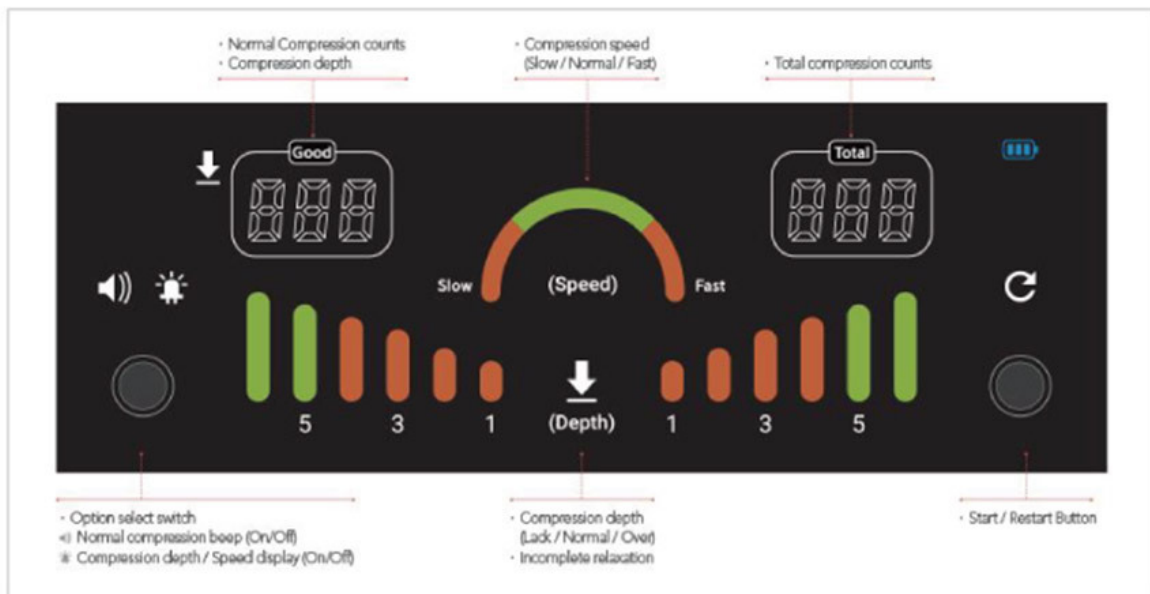 · Normal Compression counts
· Compression depth
· Compression speed
(Slow / Normal / Fast)
· Total compression counts
Good
888
Total
888
Slow
(Speed)
Fast
5 3 1
(Depth)
1 3 5
· Option select switch
Normal compression beep (On/Off)
Compression depth / Speed display (On/Off)
· Compression depth
(Lack / Normal / Over)
· Incomplete relaxation
· Start / Restart Button